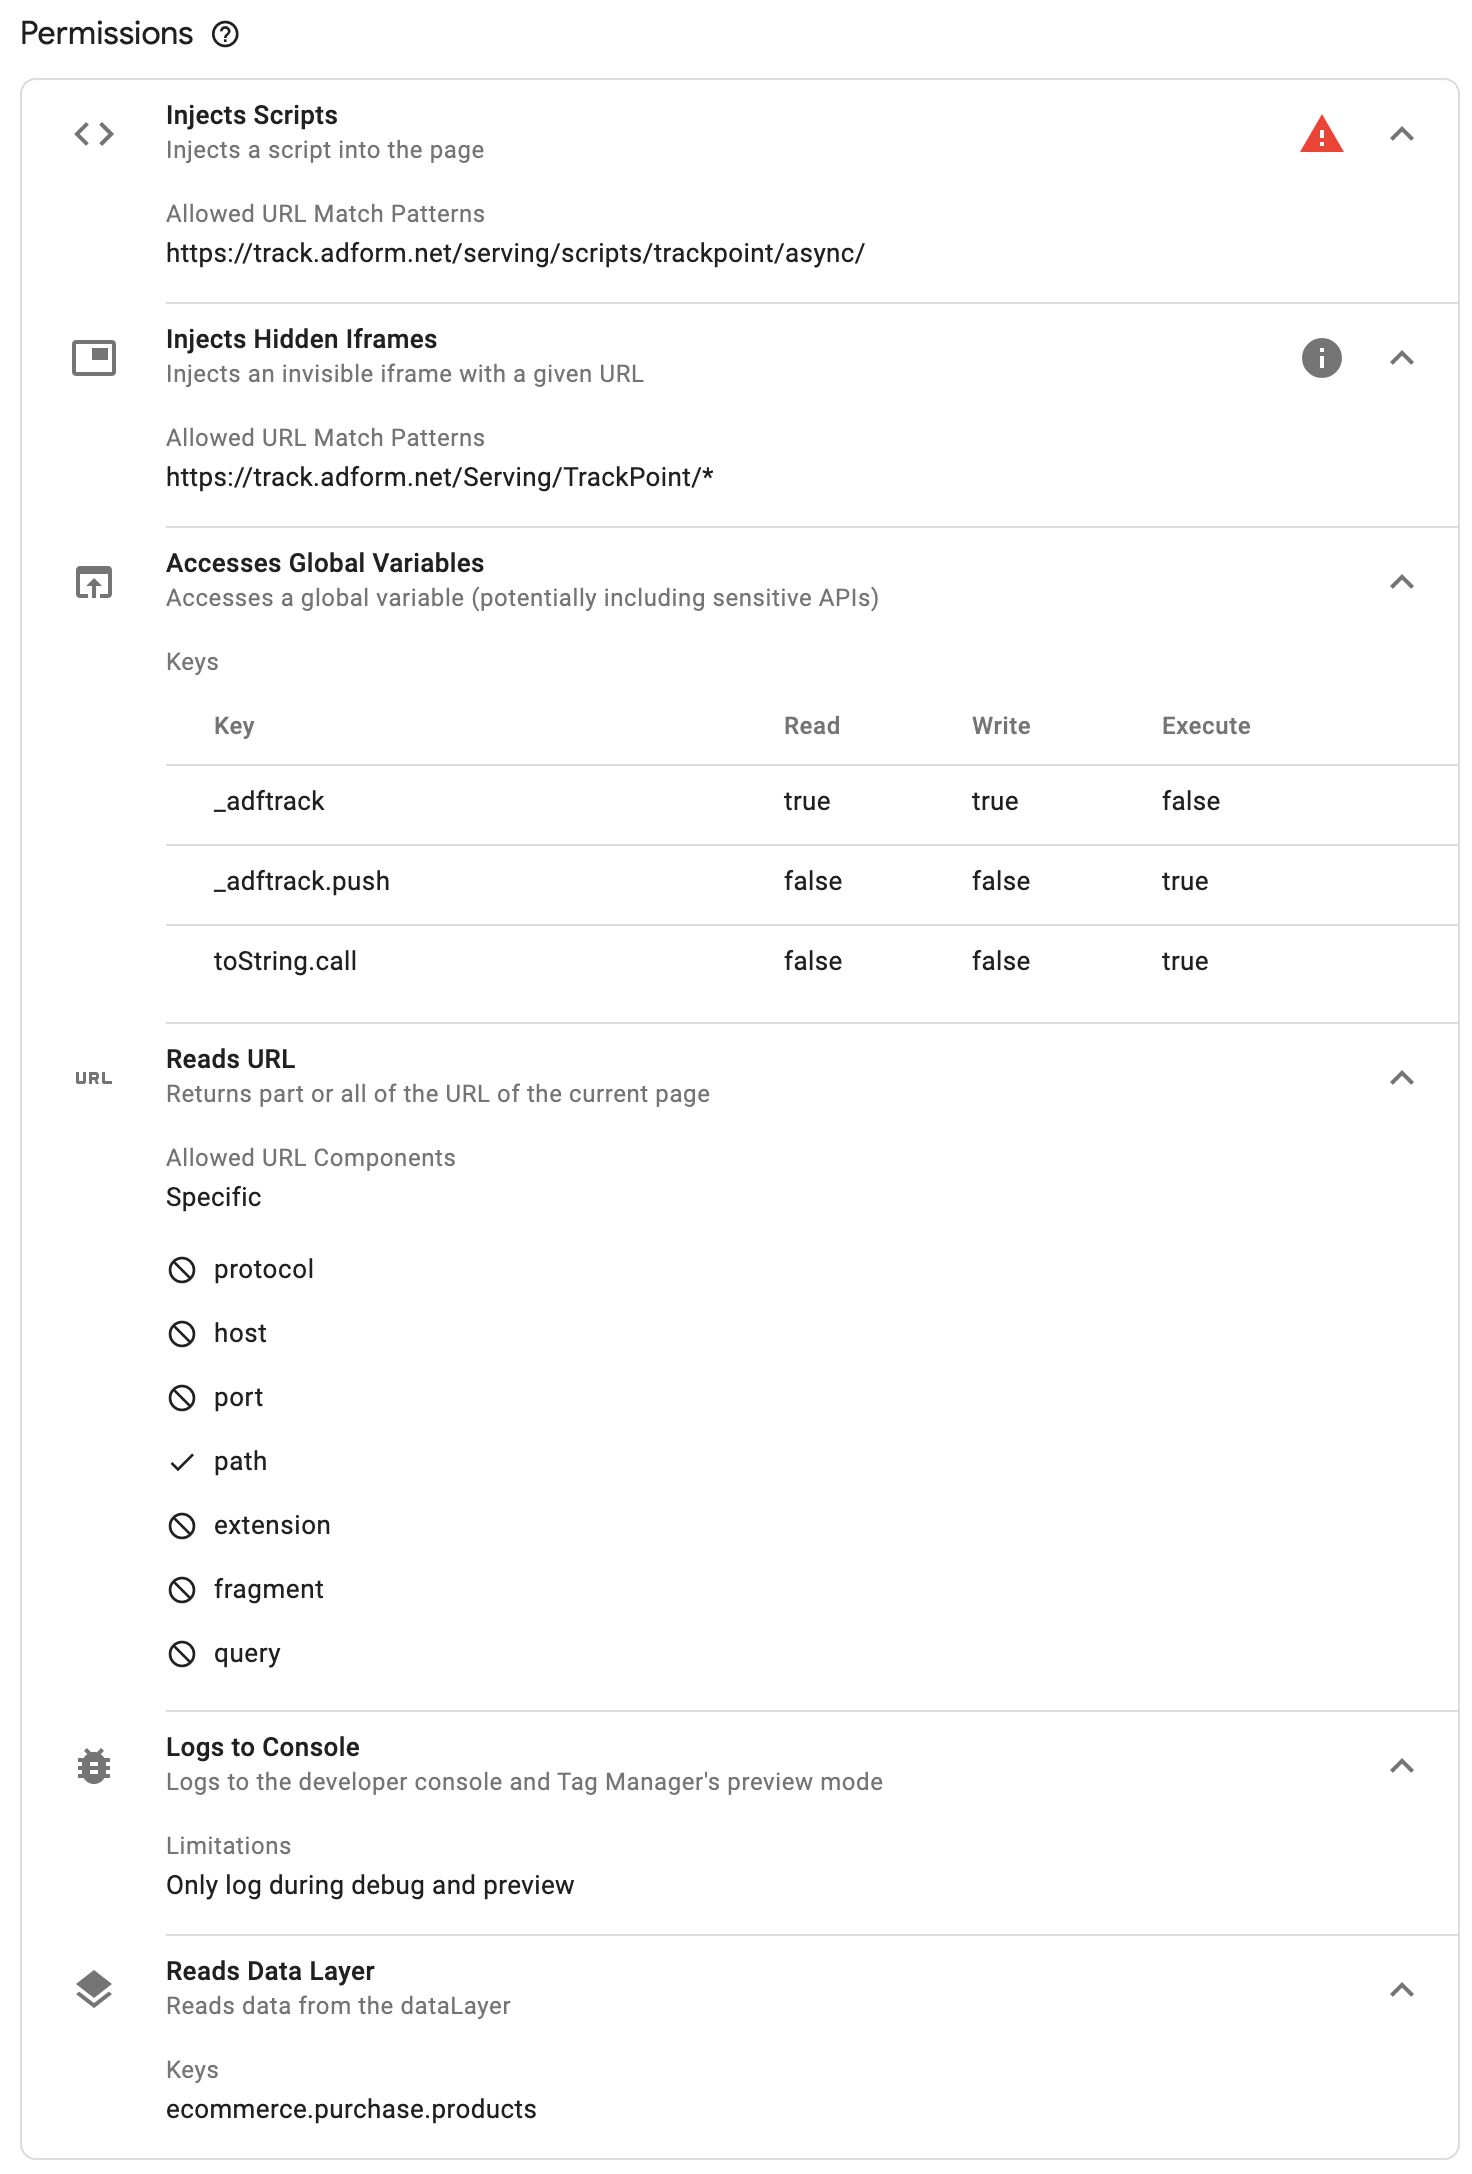 Permissions
Injects Scripts
Injects a script into the page
Allowed URL Match Patterns
https://track.adform.net/serving/scripts/trackpoint/async/
Injects Hidden Iframes
Injects an invisible iframe with a given URL
Allowed URL Match Patterns
https://track.adform.net/Serving/TrackPoint/*
Accesses Global Variables
Accesses a global variable (potentially including sensitive APIs)
Keys
Key Read Write Execute
_adftrack true true false
_adftrack.push false false true
toString.call false false true
URL
Reads URL
Returns part or all of the URL of the current page
Allowed URL Components
Specific
protocol
host
port
path
extension
fragment
query
Logs to Console
Logs to the developer console and Tag Manager's preview mode
Limitations
Only log during debug and preview
Reads Data Layer
Reads data from the dataLayer
Keys
ecommerce.purchase.products